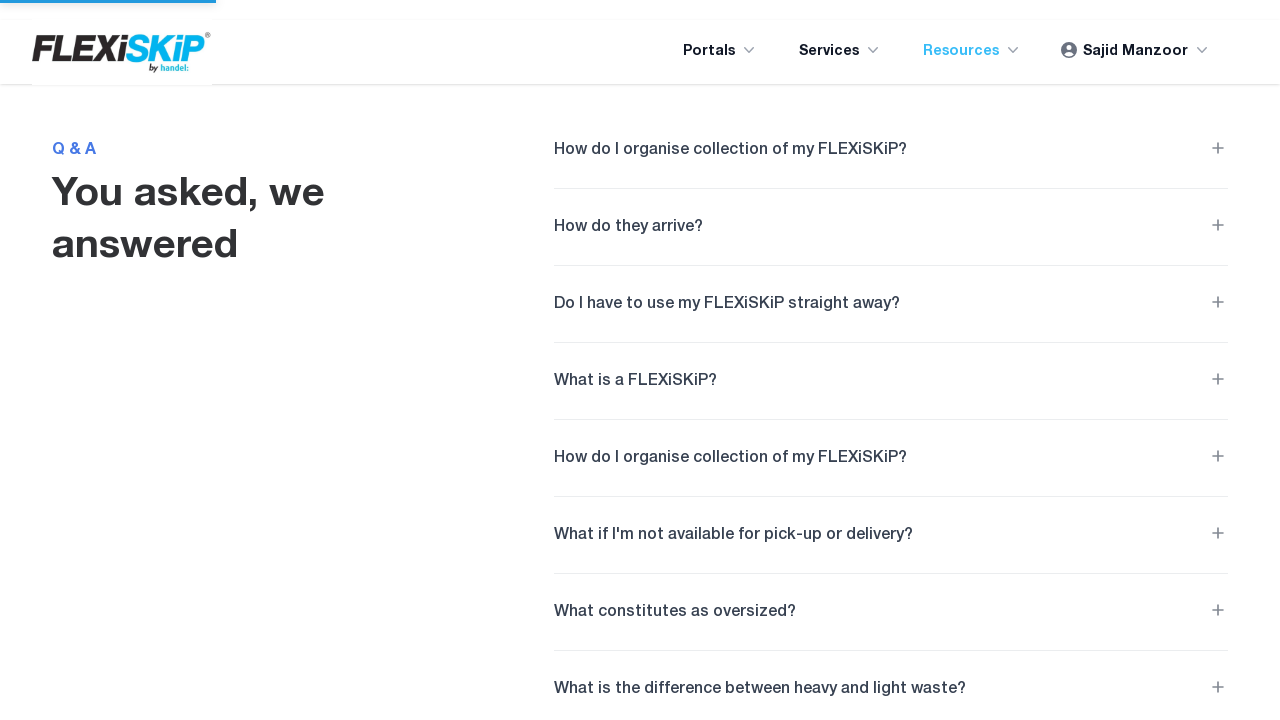 FLEXiSKiP®
by handel:
Portals
Services
Resources
Sajid Manzoor
Q & A
You asked, we
answered
How do I organise collection of my FLEXiSKiP?
How do they arrive?
Do I have to use my FLEXiSKiP straight away?
What is a FLEXiSKiP?
How do I organise collection of my FLEXiSKiP?
What if I'm not available for pick-up or delivery?
What constitutes as oversized?
What is the difference between heavy and light waste?